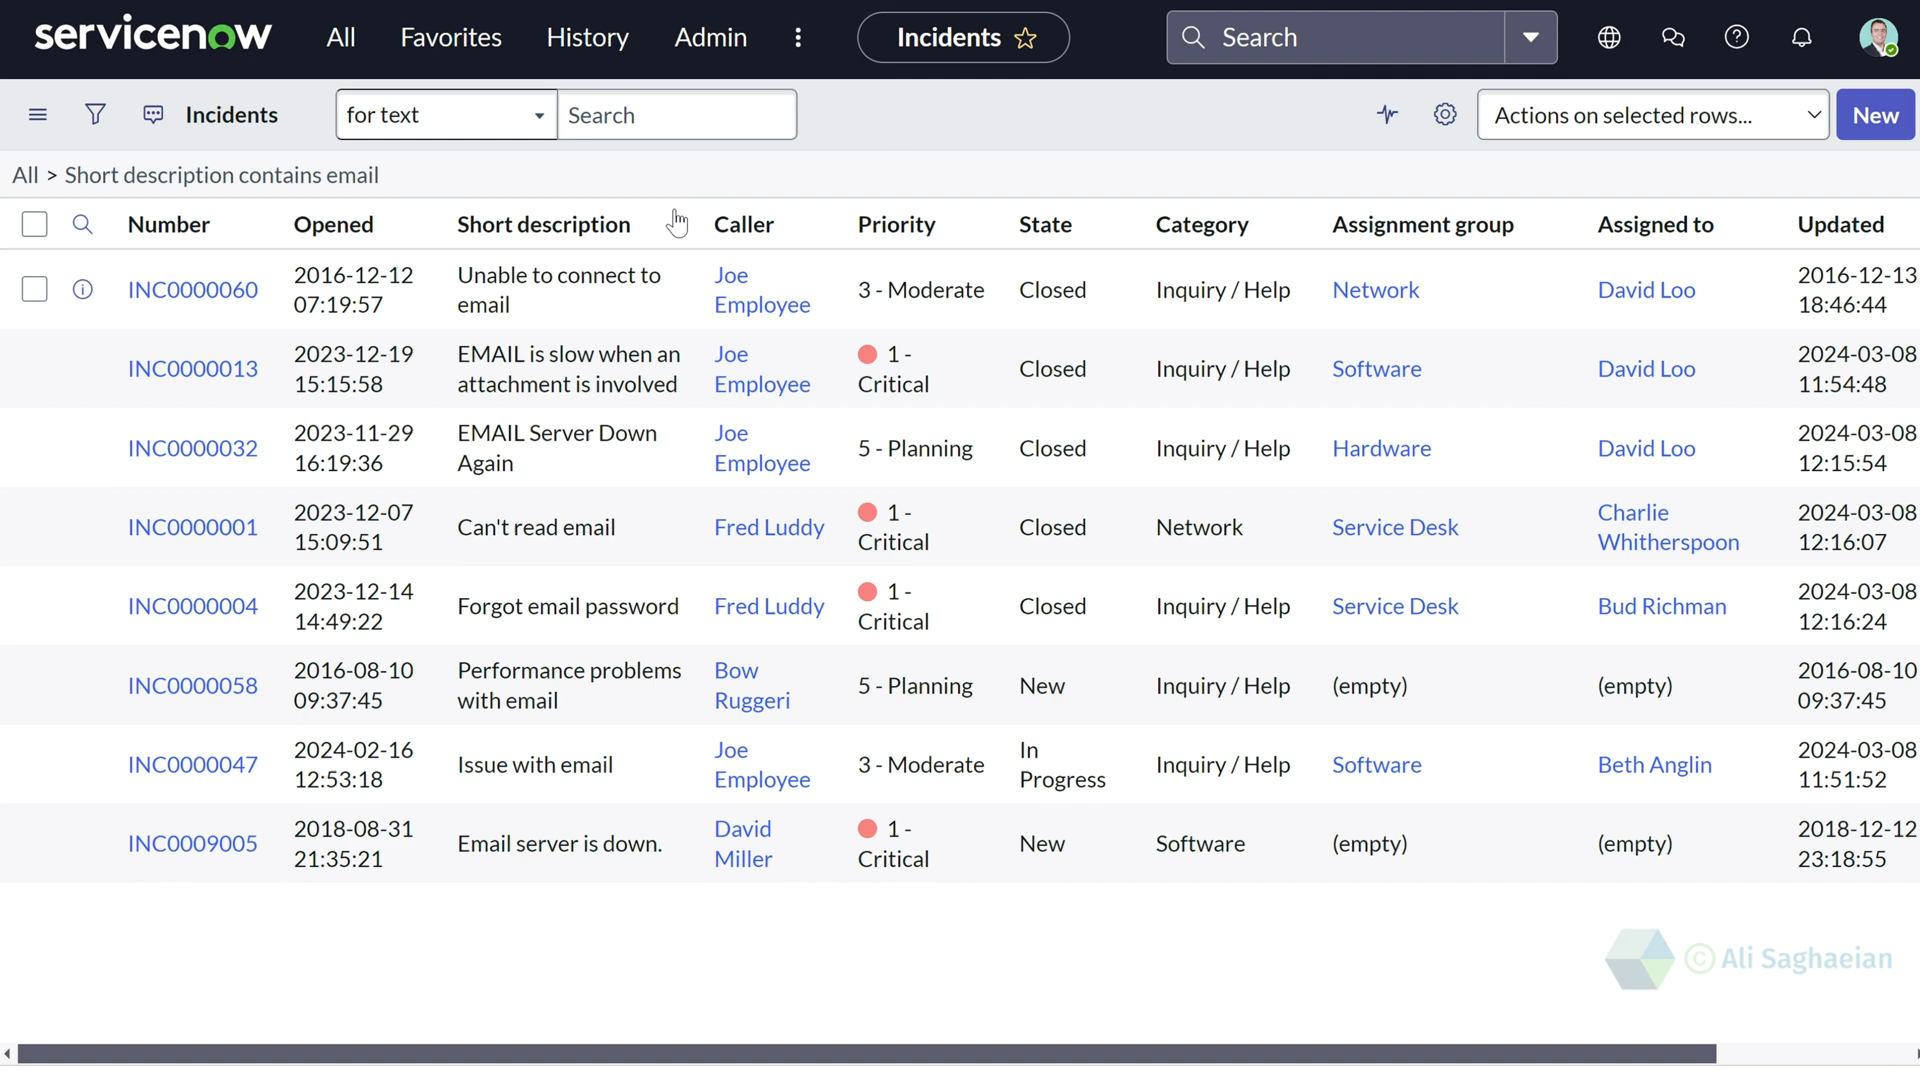 servicenow All Favorites History Admin Incidents Search
Incidents for text Search Actions on selected rows... New
All > Short description contains email
Number Opened Short description Caller Priority State Category Assignment group Assigned to Updated
INC0000060 2016-12-12 07:19:57 Unable to connect to email Joe Employee 3 - Moderate Closed Inquiry / Help Network David Loo 2016-12-13 18:46:44
INC0000013 2023-12-19 15:15:58 EMAIL is slow when an attachment is involved Joe Employee 1 - Critical Closed Inquiry / Help Software David Loo 2024-03-08 11:54:48
INC0000032 2023-11-29 16:19:36 EMAIL Server Down Again Joe Employee 5 - Planning Closed Inquiry / Help Hardware David Loo 2024-03-08 12:15:54
INC0000001 2023-12-07 15:09:51 Can't read email Fred Luddy 1 - Critical Closed Network Service Desk Charlie Whitherspoon 2024-03-08 12:16:07
INC0000004 2023-12-14 14:49:22 Forgot email password Fred Luddy 1 - Critical Closed Inquiry / Help Service Desk Bud Richman 2024-03-08 12:16:24
INC0000058 2016-08-10 09:37:45 Performance problems with email Bow Ruggeri 5 - Planning New Inquiry / Help (empty) (empty) 2016-08-10 09:37:45
INC0000047 2024-02-16 12:53:18 Issue with email Joe Employee 3 - Moderate In Progress Inquiry / Help Software Beth Anglin 2024-03-08 11:51:52
INC0009005 2018-08-31 21:35:21 Email server is down. David Miller 1 - Critical New Software (empty) (empty) 2018-12-12 23:18:55
© Ali Saghaeian